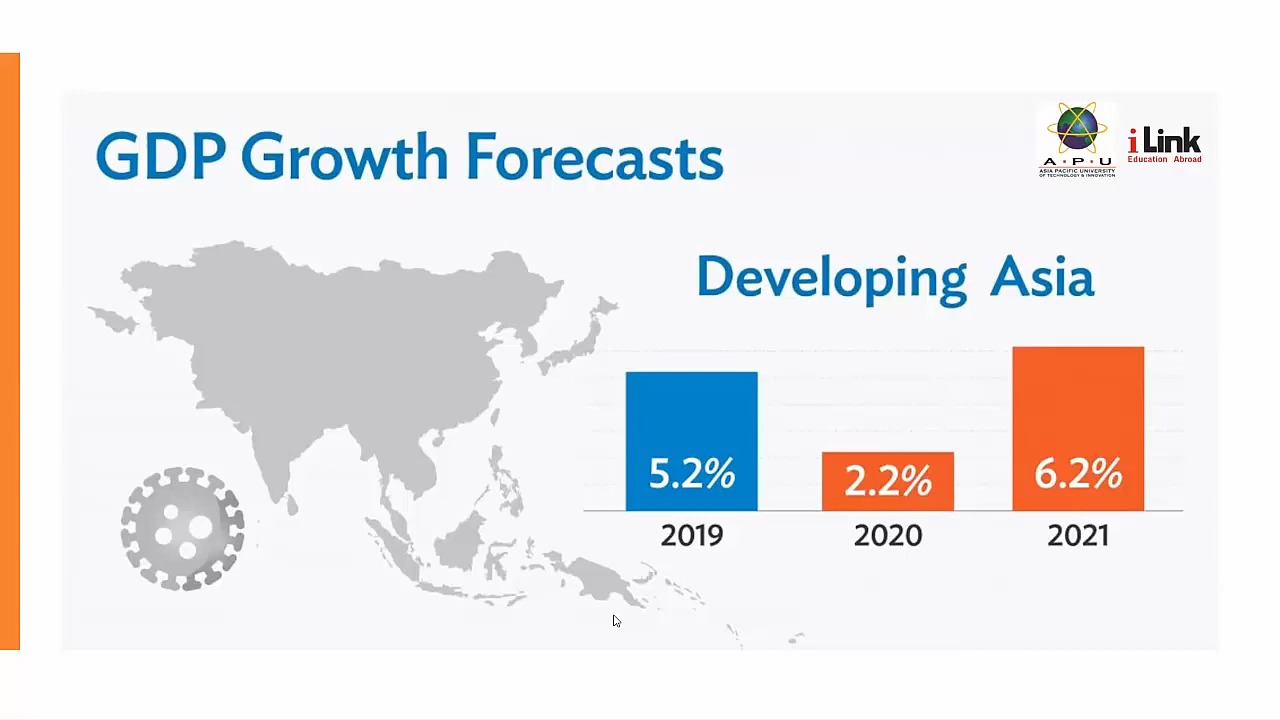 GDP Growth Forecasts
A·P·U
ASIA PACIFIC UNIVERSITY
OF TECHNOLOGY & INNOVATION
iLink
Education Abroad
Developing Asia
5.2%
2.2%
6.2%
2019
2020
2021